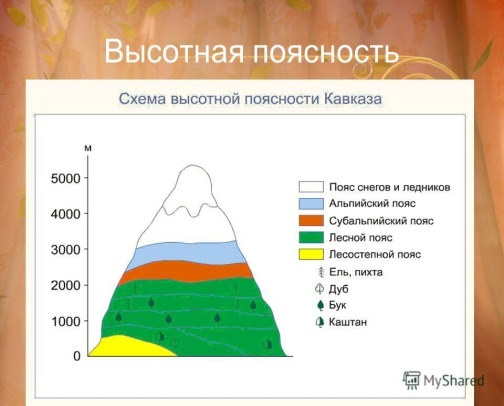 Высотная поясность
Схема высотной поясности Кавказа
м
5000
4000
3000
2000
1000
0
Пояс снегов и ледников
Альпийский пояс
Субальпийский пояс
Лесной пояс
Лесостепной пояс
Ель, пихта
Дуб
Бук
Каштан
MyShared